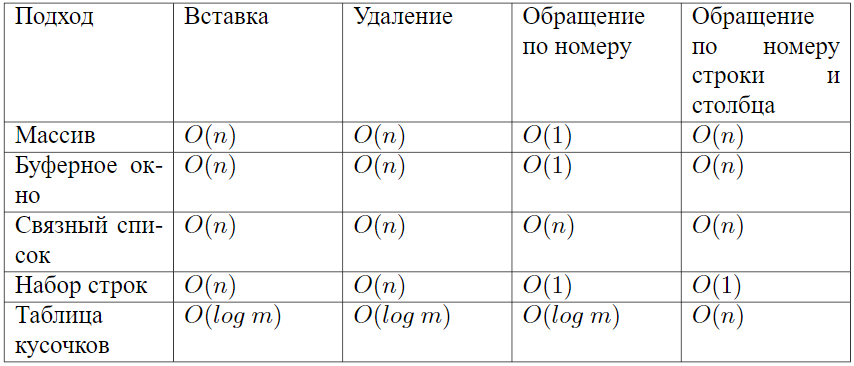 Подход Вставка Удаление Обращение Обращение
по номеру по номеру
строки и
столбца
Массив O(n) O(n) O(1) O(n)
Буферное ок- O(n) O(n) O(1) O(n)
но
Связный спи- O(n) O(n) O(n) O(n)
сок
Набор строк O(n) O(n) O(1) O(1)
Таблица O(log m) O(log m) O(log m) O(n)
кусочков